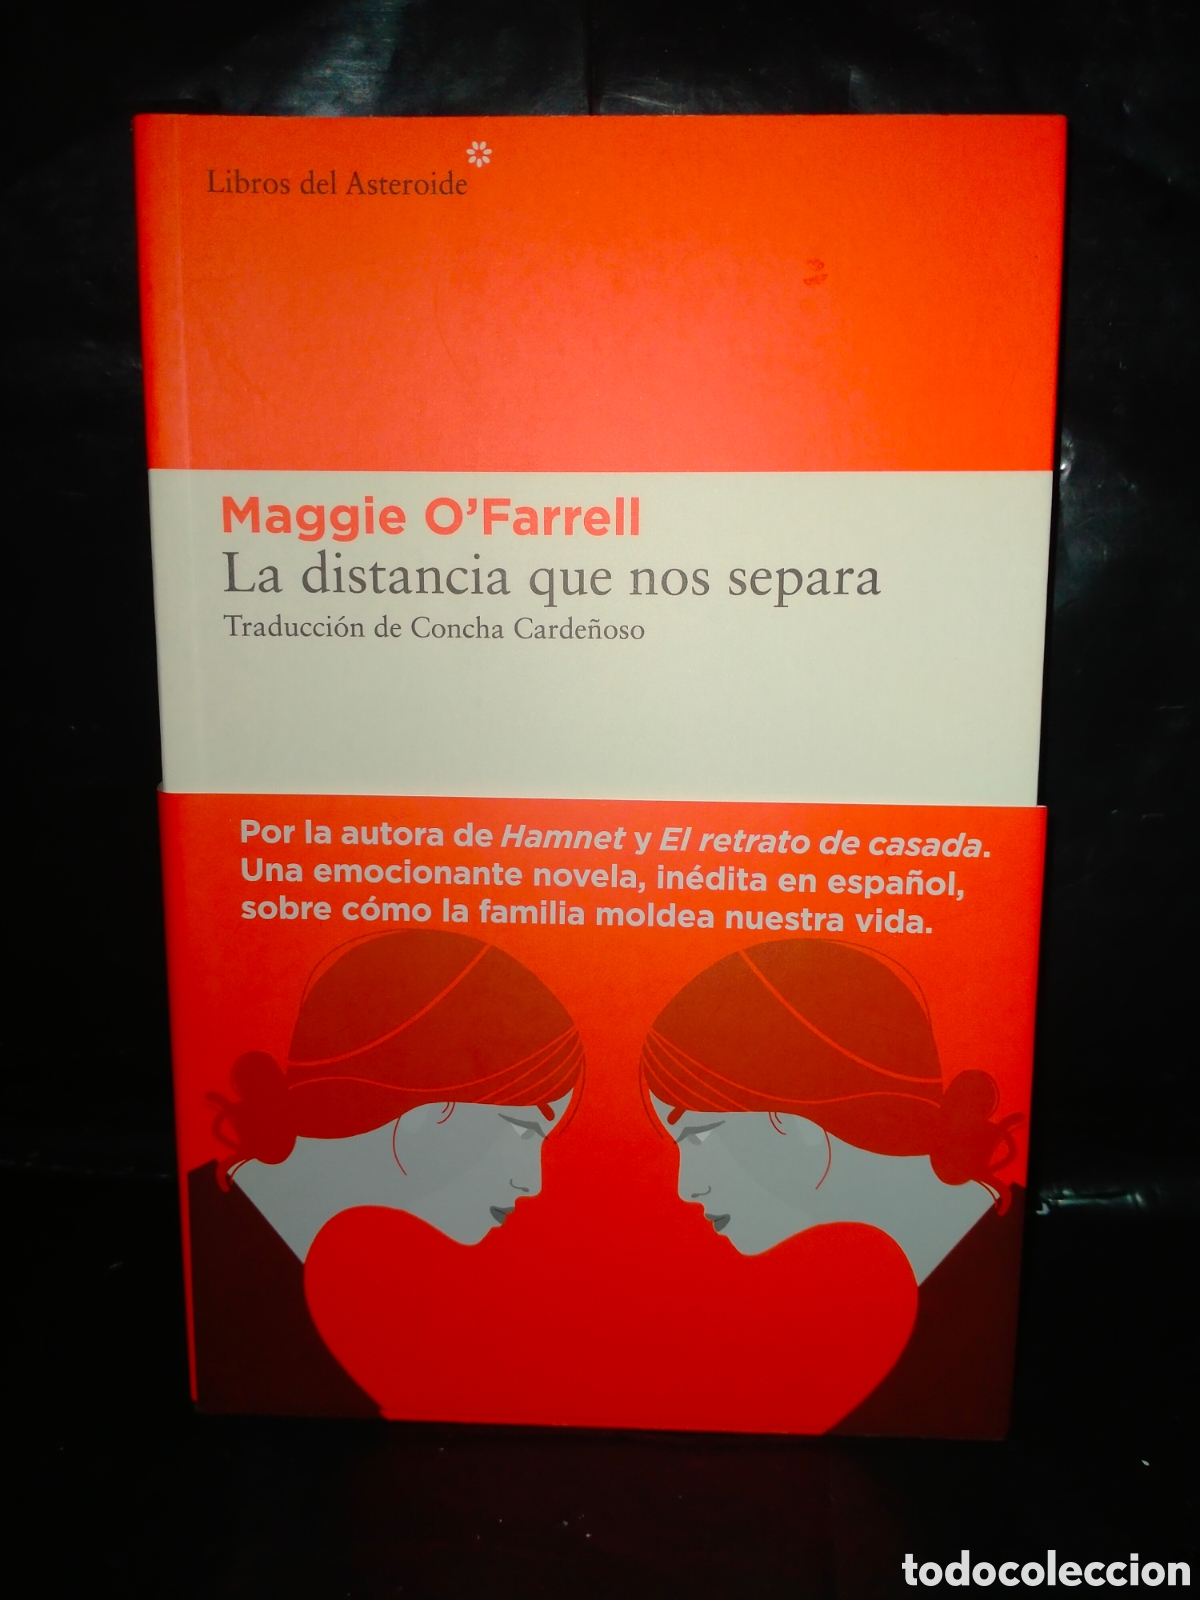 Libros del Asteroide
Maggie O’Farrell
La distancia que nos separa
Traducción de Concha Cardeñoso
Por la autora de Hamnet y El retrato de casada.
Una emocionante novela, inédita en español,
sobre cómo la familia moldea nuestra vida.
todocoleccion